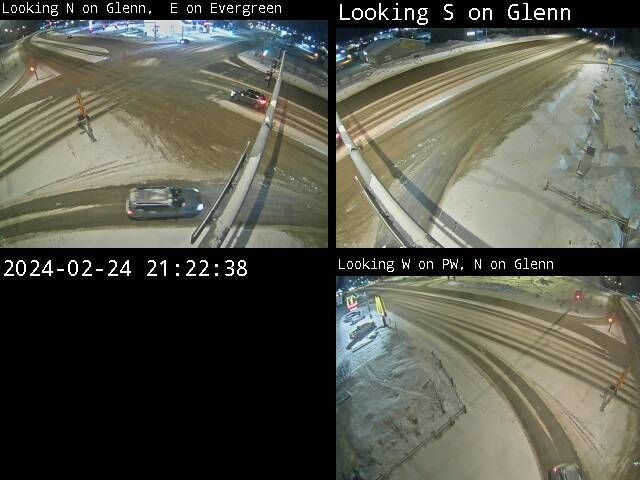 Looking N on Glenn,  E on Evergreen
Looking S on Glenn
2024-02-24 21:22:38
Looking W on PW, N on Glenn